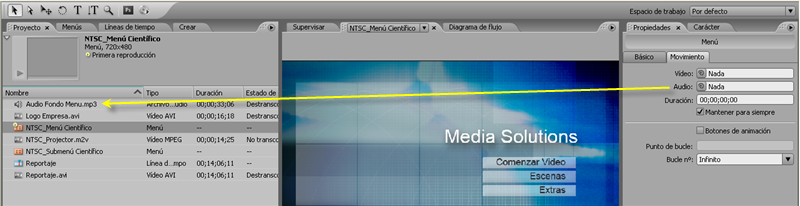 Espacio de trabajo: Por defecto
Proyecto Menús Líneas de tiempo Crear
NTSC_Menú Científico
Menú, 720x480
Primera reproducción
Nombre Tipo Duración Estado de
Audio Fondo Menu.mp3 Archivo...udio 00;00;33;06 Destransco
Logo Empresa.avi Vídeo AVI 00;00;16;18 Destransco
NTSC_Menú Científico Menú -- --
NTSC_Projector.m2v Vídeo MPEG 00;00;14;25 No transco
NTSC_Submenú Científico Menú -- --
Reportaje Línea d...mpo 00;14;06;11 --
Reportaje.avi Vídeo AVI 00;14;06;11 Destransco
Supervisar NTSC_Menú Científico Diagrama de flujo
Media Solutions
Comenzar Video
Escenas
Extras
Propiedades Carácter
Menú
Básico Movimiento
Vídeo: Nada
Audio: Nada
Duración: 00;00;00;00
Mantener para siempre
Botones de animación
Punto de bucle:
Bucle nº: Infinito